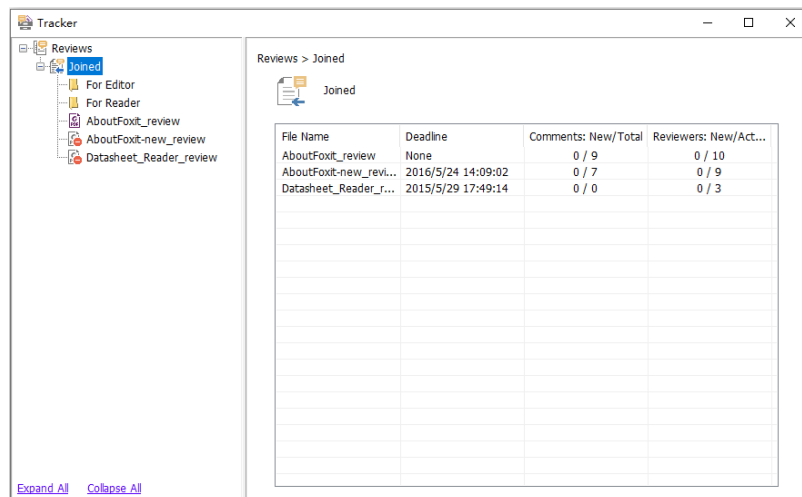 Tracker
Reviews
Joined
For Editor
For Reader
AboutFoxit_review
AboutFoxit-new_review
Datasheet_Reader_review
Expand All Collapse All
Reviews > Joined
Joined
File Name Deadline Comments: New/Total Reviewers: New/Act...
AboutFoxit_review None 0 / 9 0 / 10
AboutFoxit-new_revi... 2016/5/24 14:09:02 0 / 7 0 / 9
Datasheet_Reader_r... 2015/5/29 17:49:14 0 / 0 0 / 3